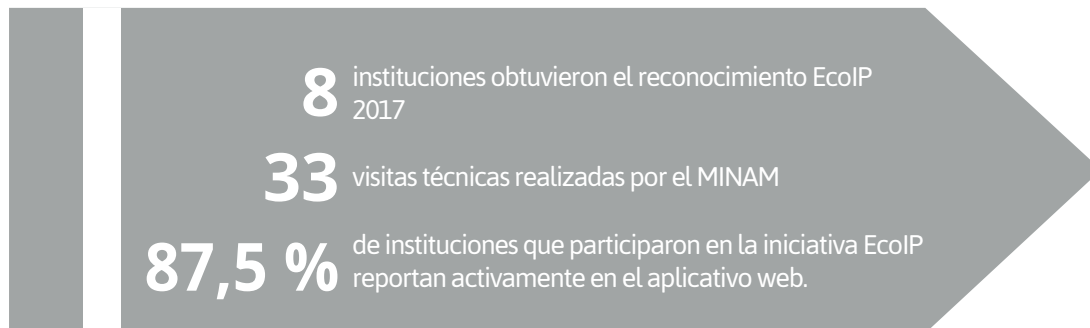 8 instituciones obtuvieron el reconocimiento EcoIP
2017
33 visitas técnicas realizadas por el MINAM
87,5 % de instituciones que participaron en la iniciativa EcoIP
reportan activamente en el aplicativo web.